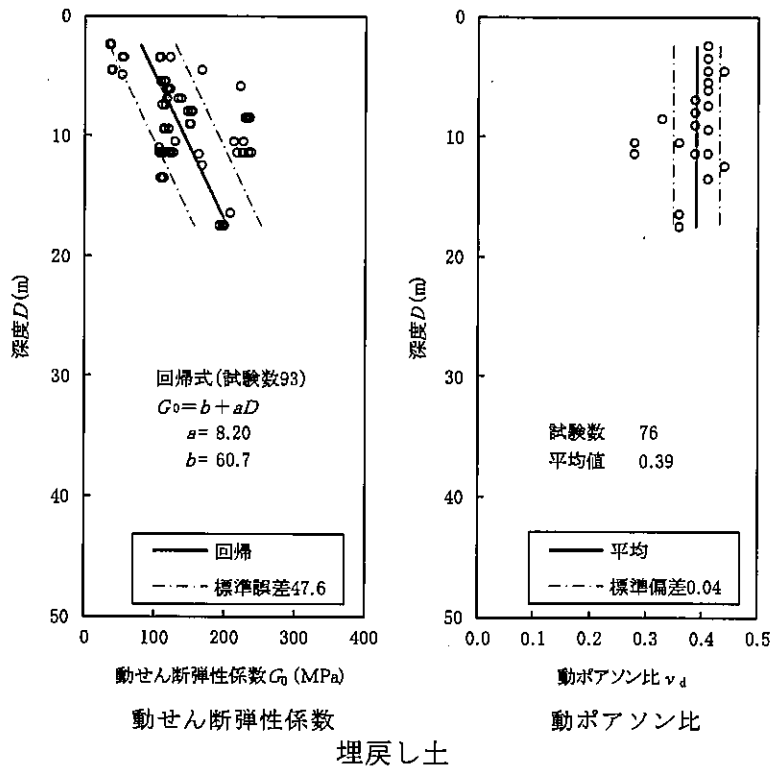 0
10
20
30
40
50
深度D(m)
回帰式(試験数93)
G0=b+aD
a= 8.20
b= 60.7
回帰
標準誤差47.6
0 100 200 300 400
動せん断弾性係数G0 (MPa)
動せん断弾性係数
0
10
20
30
40
50
深度D(m)
試験数 76
平均値 0.39
平均
標準偏差0.04
0.0 0.1 0.2 0.3 0.4 0.5
動ポアソン比 νd
動ポアソン比
埋戻し土